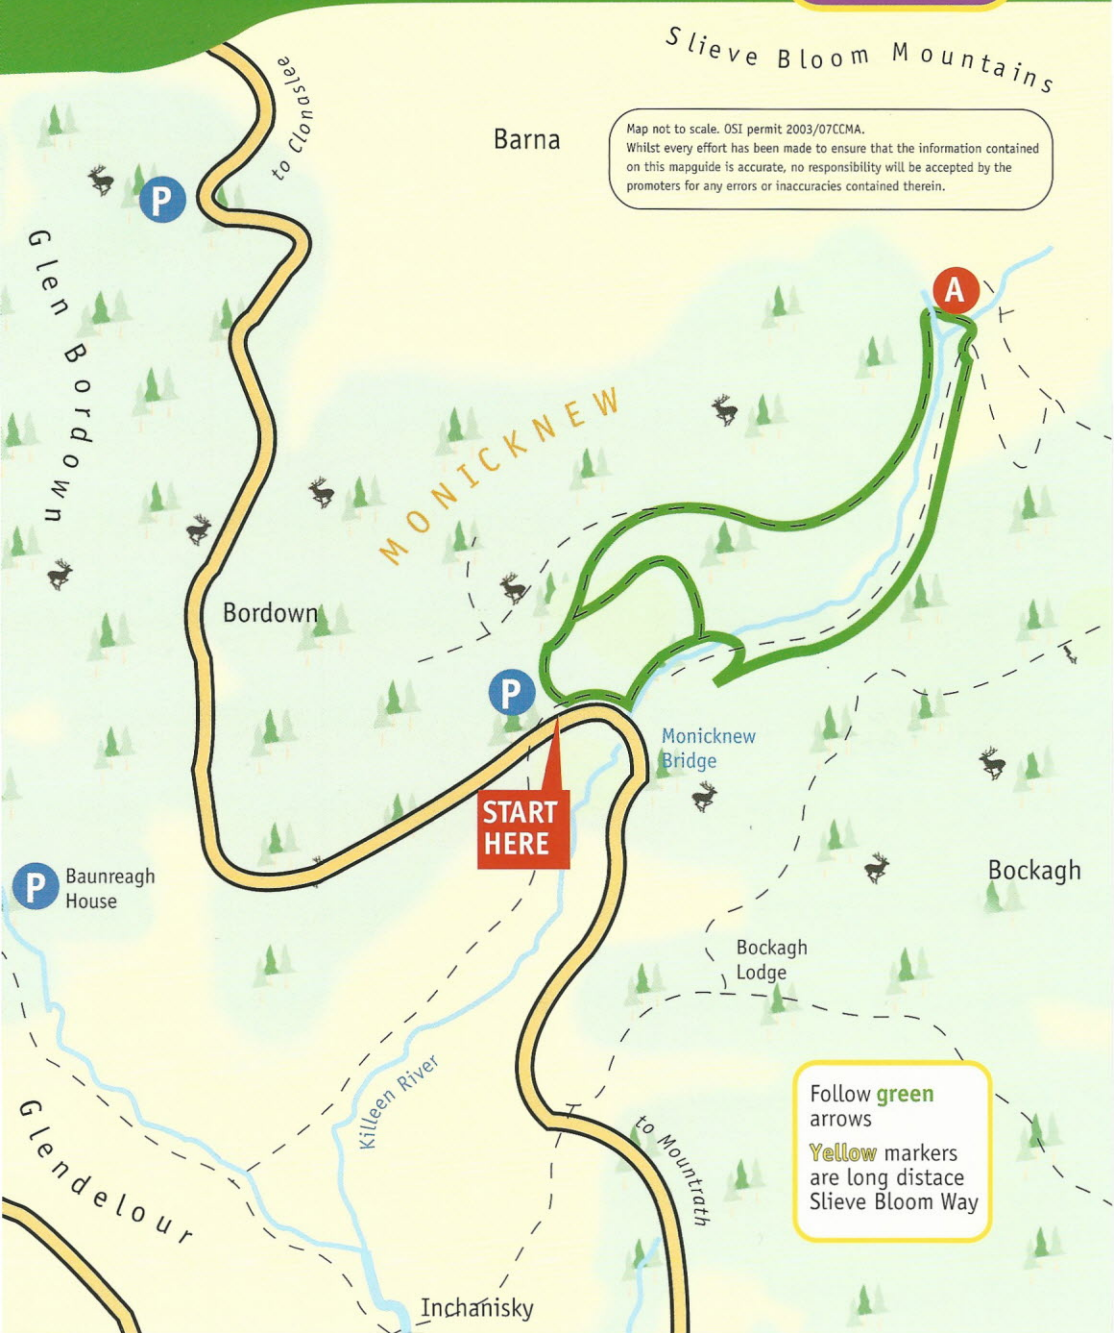 Slieve Bloom Mountains
to Clonaslee
Barna
Map not to scale. OSI permit 2003/07CCMA.
Whilst every effort has been made to ensure that the information contained
on this mapguide is accurate, no responsibility will be accepted by the
promoters for any errors or inaccuracies contained therein.
P
Glen Bordown
A
MONICKNEW
Bordown
P
Monicknew
Bridge
START
HERE
P
Baunreagh
House
Bockagh
Bockagh
Lodge
Killeen River
Follow green
arrows
Yellow markers
are long distace
Slieve Bloom Way
to Mountrath
Glendelour
Inchanisky